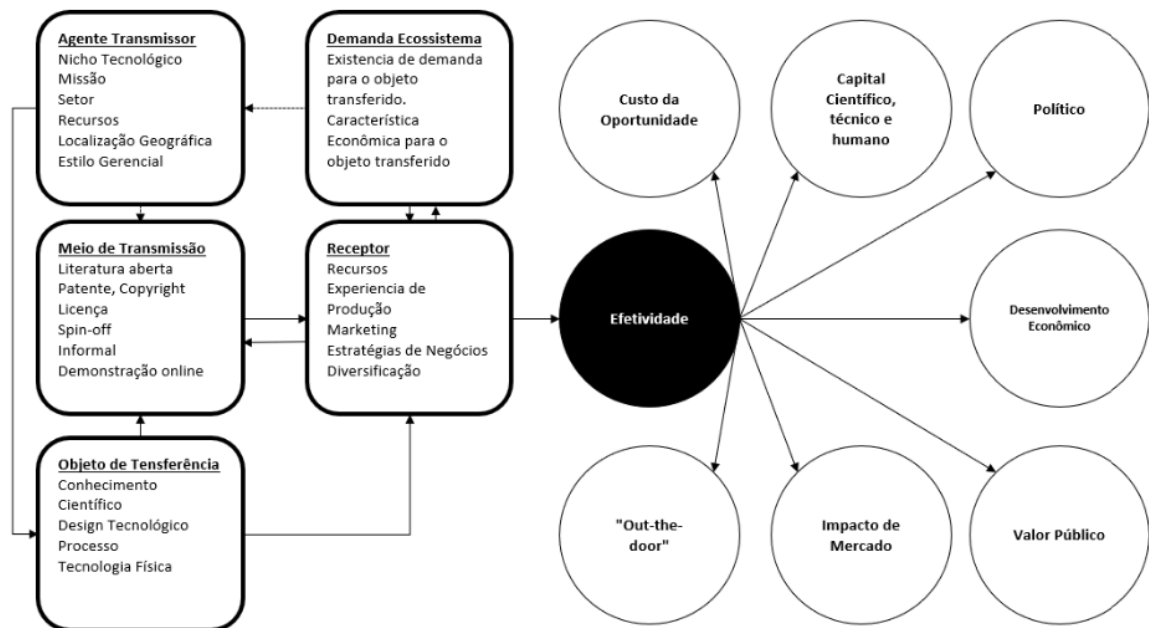 Agente Transmissor
Nicho Tecnológico
Missão
Setor
Recursos
Localização Geográfica
Estilo Gerencial
Demanda Ecossistema
Existencia de demanda
para o objeto
transferido.
Característica
Econômica para o
objeto transferido
Meio de Transmissão
Literatura aberta
Patente, Copyright
Licença
Spin-off
Informal
Demonstração online
Receptor
Recursos
Experiencia de
Produção
Marketing
Estratégias de Negócios
Diversificação
Objeto de Tensferência
Conhecimento
Científico
Design Tecnológico
Processo
Tecnologia Física
Custo da
Oportunidade
Capital
Científico,
técnico e
humano
Político
Efetividade
Desenvolvimento
Econômico
"Out-the-
door"
Impacto de
Mercado
Valor Público